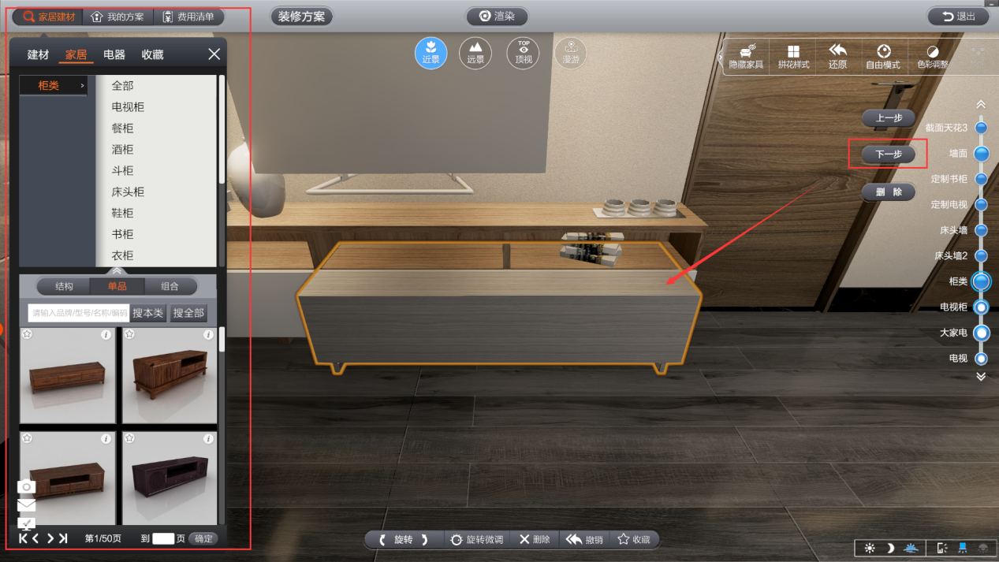 家居建材 我的方案 费用清单 装修方案 渲染 退出
建材 家居 电器 收藏
近景 远景 TOP 顶视 漫游
隐藏家具 拼花样式 还原 自由模式 色彩调整
柜类
全部
电视柜
餐柜
酒柜
斗柜
床头柜
鞋柜
书柜
衣柜
结构 单品 组合
请输入品牌/型号/名称/编码 搜本类 搜全部
第1/50页 到 页 确定
上一步
下一步
删 除
截面天花3
墙面
定制书柜
定制电视
床头墙
床头墙2
柜类
电视柜
大家电
电视
旋转 旋转微调 删除 撤销 收藏